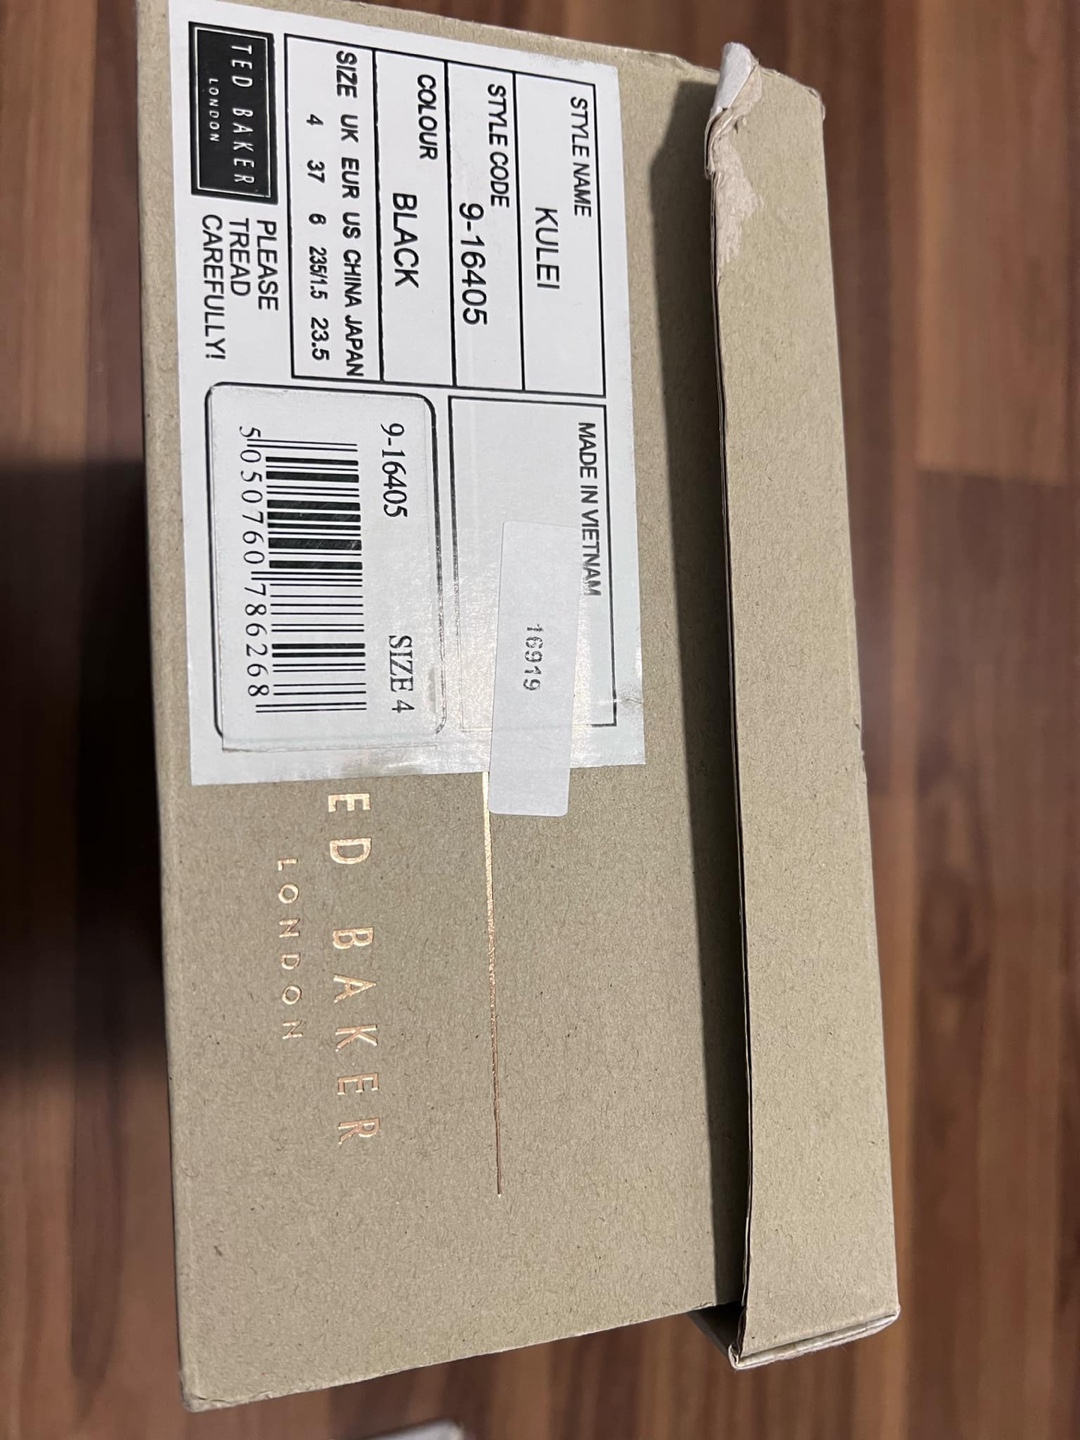 STYLE NAME
KULEI
STYLE CODE
9-16405
COLOUR
BLACK
SIZE UK EUR US CHINA JAPAN
4 37 6 235/1.5 23.5
TED BAKER
LONDON
PLEASE
TREAD
CAREFULLY!
MADE IN VIETNAM
16919
9-16405 SIZE 4
5 050760 786268
ED BAKER
LONDON